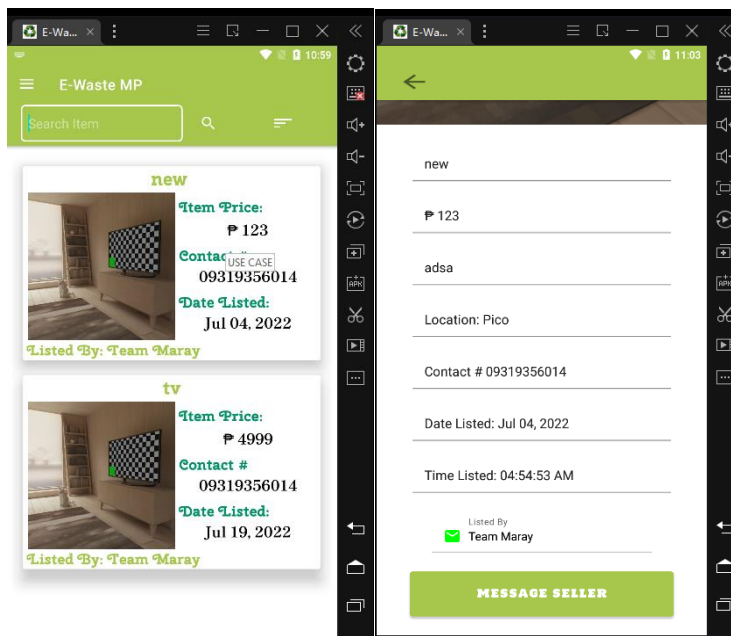 E-Wa...
10:59
E-Waste MP
Search Item
new
Item Price:
₱ 123
Contact #
USE CASE
09319356014
Date Listed:
Jul 04, 2022
Listed By: Team Maray
tv
Item Price:
₱ 4999
Contact #
09319356014
Date Listed:
Jul 19, 2022
Listed By: Team Maray
APK
E-Wa...
11:03
new
₱ 123
adsa
Location: Pico
Contact # 09319356014
Date Listed: Jul 04, 2022
Time Listed: 04:54:53 AM
Listed By
Team Maray
MESSAGE SELLER
APK